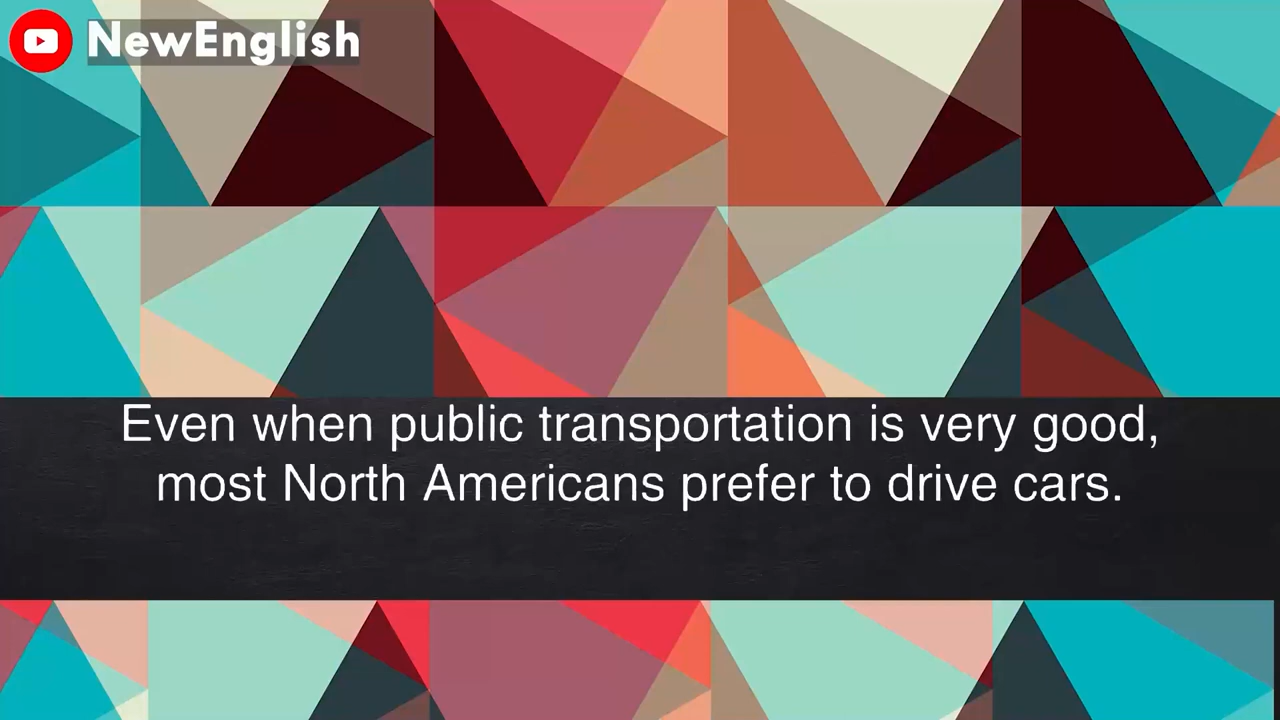 NewEnglish
Even when public transportation is very good,
most North Americans prefer to drive cars.